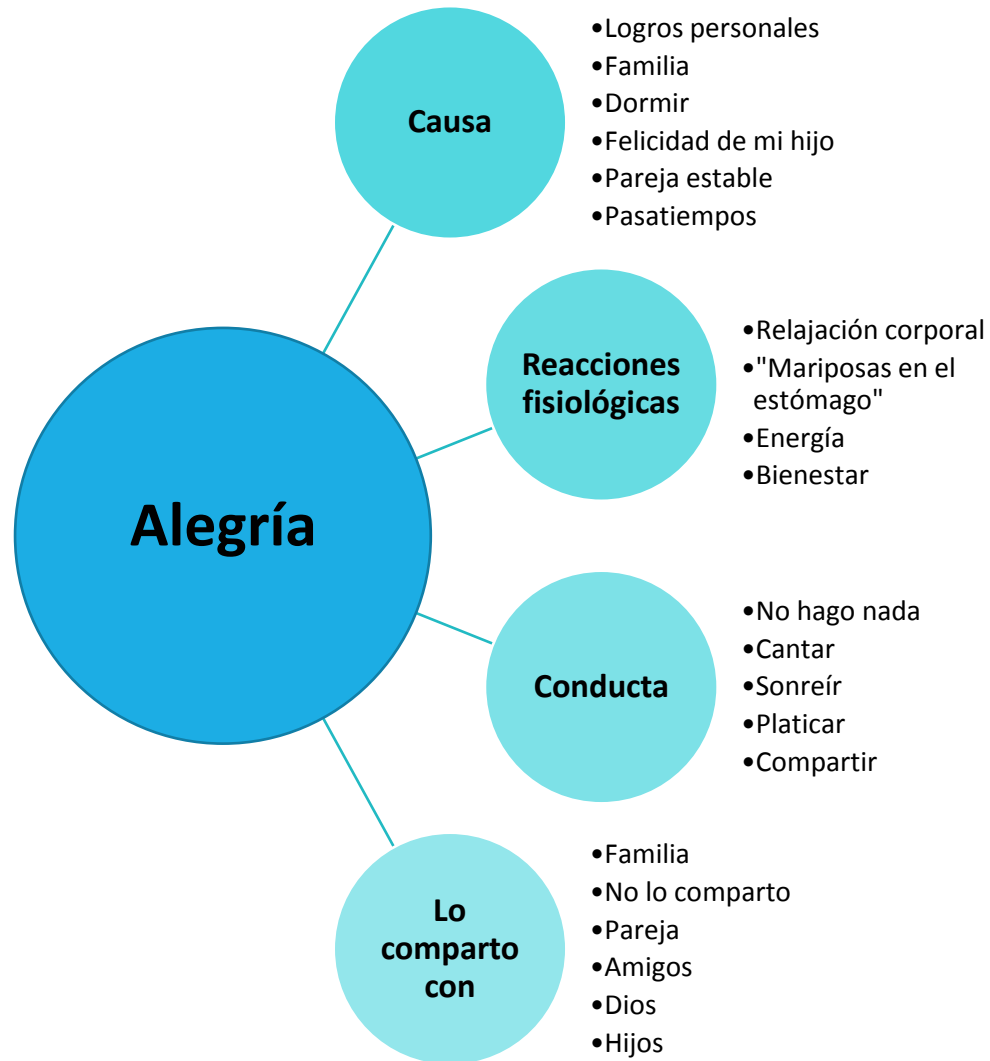 Alegría
Causa
•Logros personales
•Familia
•Dormir
•Felicidad de mi hijo
•Pareja estable
•Pasatiempos
Reacciones
fisiológicas
•Relajación corporal
•"Mariposas en el
estómago"
•Energía
•Bienestar
Conducta
•No hago nada
•Cantar
•Sonreír
•Platicar
•Compartir
Lo
comparto
con
•Familia
•No lo comparto
•Pareja
•Amigos
•Dios
•Hijos